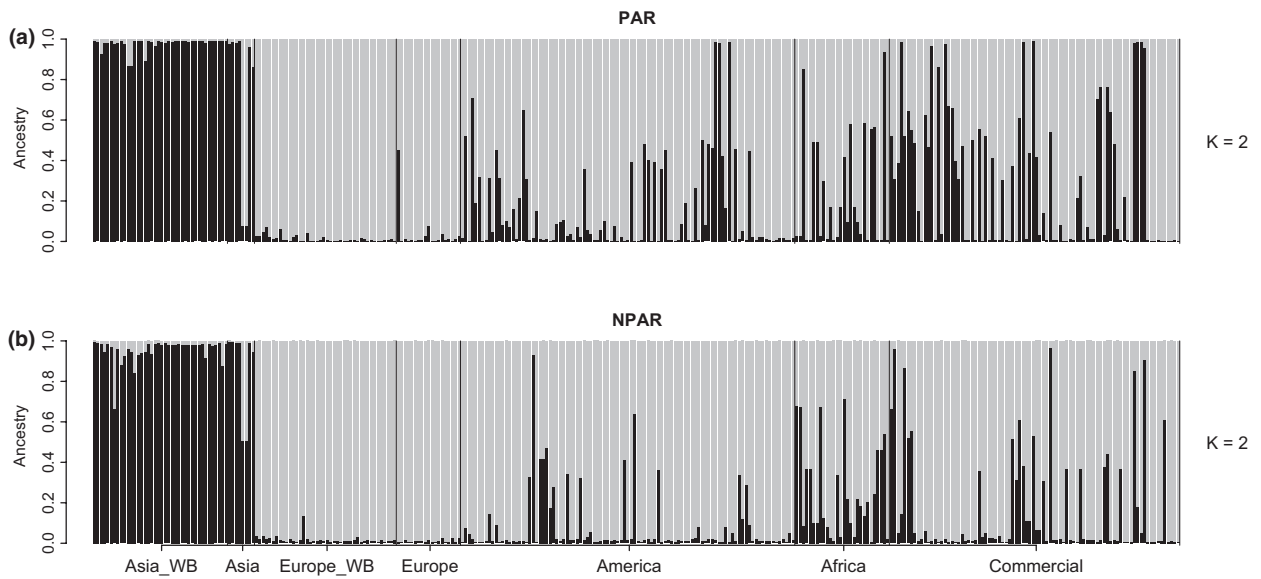 PAR
(a)
1.0
0.8
0.6
0.4
0.2
0.0
Ancestry
K = 2
NPAR
(b)
1.0
0.8
0.6
0.4
0.2
0.0
Ancestry
K = 2
Asia_WB Asia Europe_WB Europe America Africa Commercial